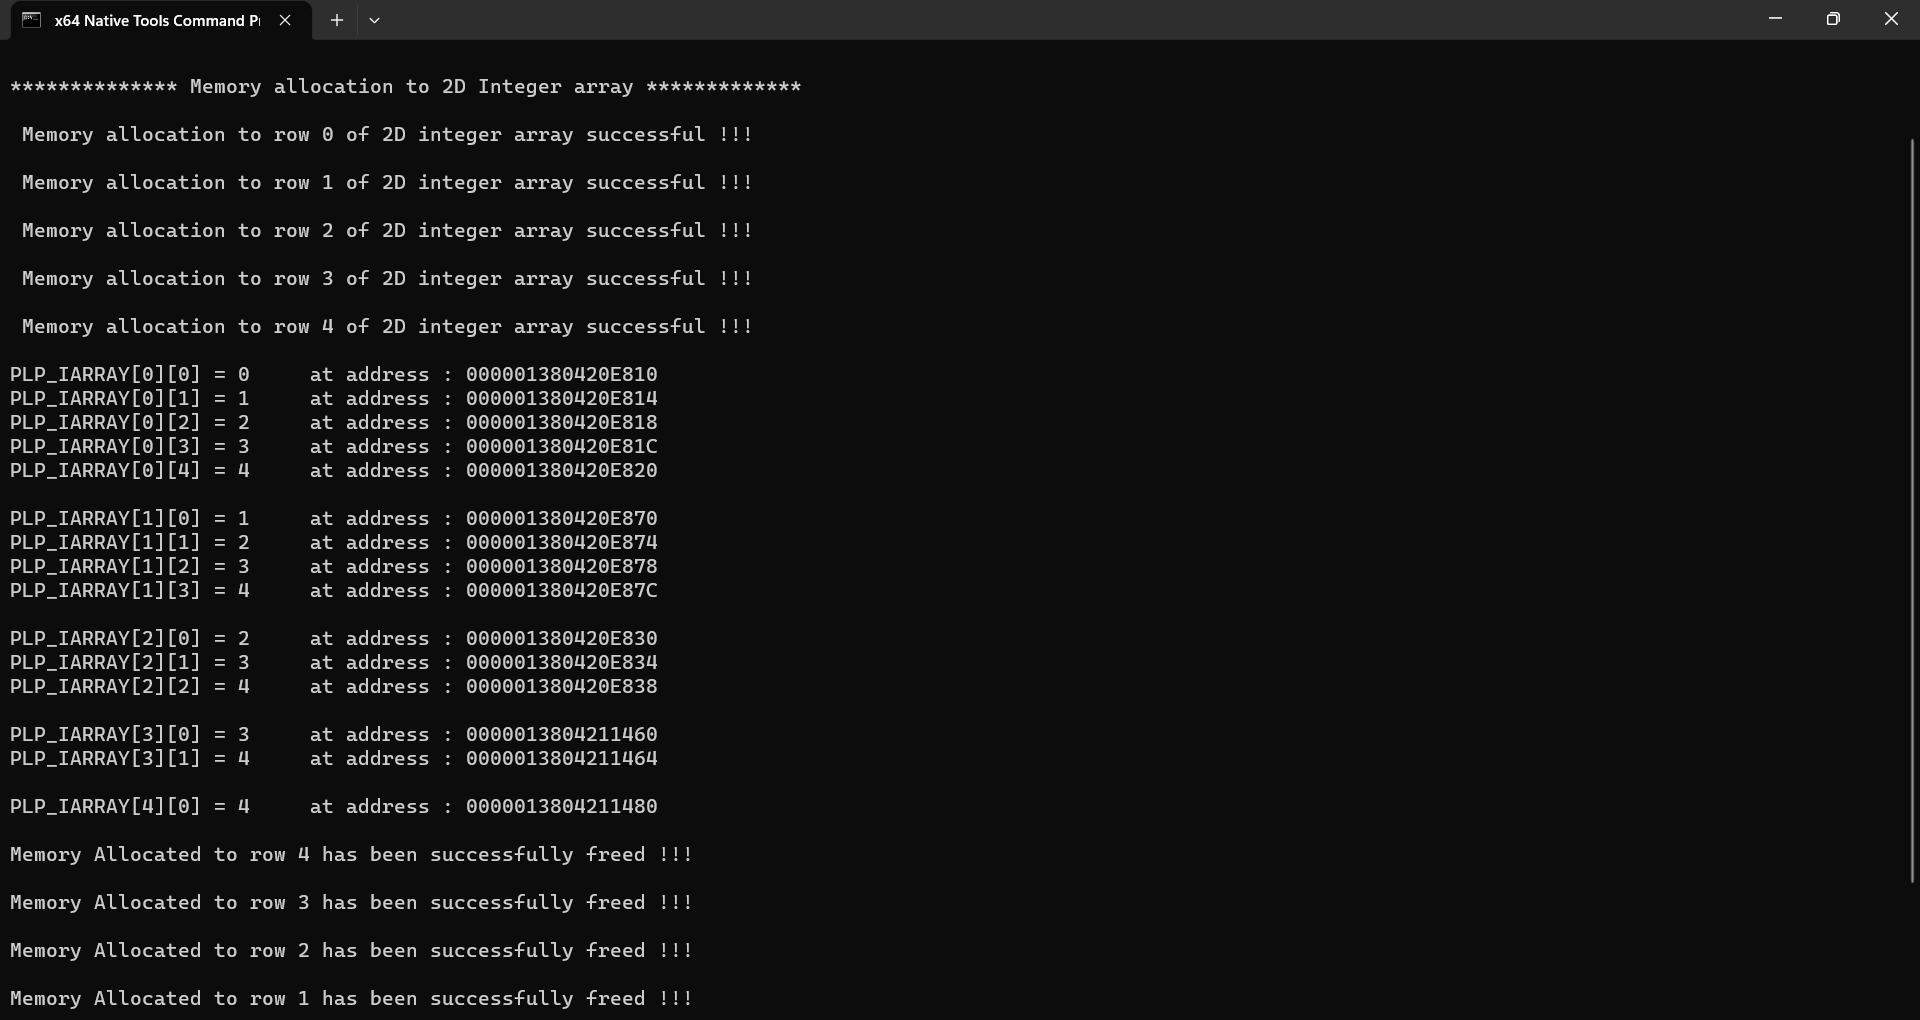 x64 Native Tools Command P
************** Memory allocation to 2D Integer array *************
Memory allocation to row 0 of 2D integer array successful !!!
Memory allocation to row 1 of 2D integer array successful !!!
Memory allocation to row 2 of 2D integer array successful !!!
Memory allocation to row 3 of 2D integer array successful !!!
Memory allocation to row 4 of 2D integer array successful !!!
PLP_IARRAY[0][0] = 0     at address : 000001380420E810
PLP_IARRAY[0][1] = 1     at address : 000001380420E814
PLP_IARRAY[0][2] = 2     at address : 000001380420E818
PLP_IARRAY[0][3] = 3     at address : 000001380420E81C
PLP_IARRAY[0][4] = 4     at address : 000001380420E820
PLP_IARRAY[1][0] = 1     at address : 000001380420E870
PLP_IARRAY[1][1] = 2     at address : 000001380420E874
PLP_IARRAY[1][2] = 3     at address : 000001380420E878
PLP_IARRAY[1][3] = 4     at address : 000001380420E87C
PLP_IARRAY[2][0] = 2     at address : 000001380420E830
PLP_IARRAY[2][1] = 3     at address : 000001380420E834
PLP_IARRAY[2][2] = 4     at address : 000001380420E838
PLP_IARRAY[3][0] = 3     at address : 0000013804211460
PLP_IARRAY[3][1] = 4     at address : 0000013804211464
PLP_IARRAY[4][0] = 4     at address : 0000013804211480
Memory Allocated to row 4 has been successfully freed !!!
Memory Allocated to row 3 has been successfully freed !!!
Memory Allocated to row 2 has been successfully freed !!!
Memory Allocated to row 1 has been successfully freed !!!